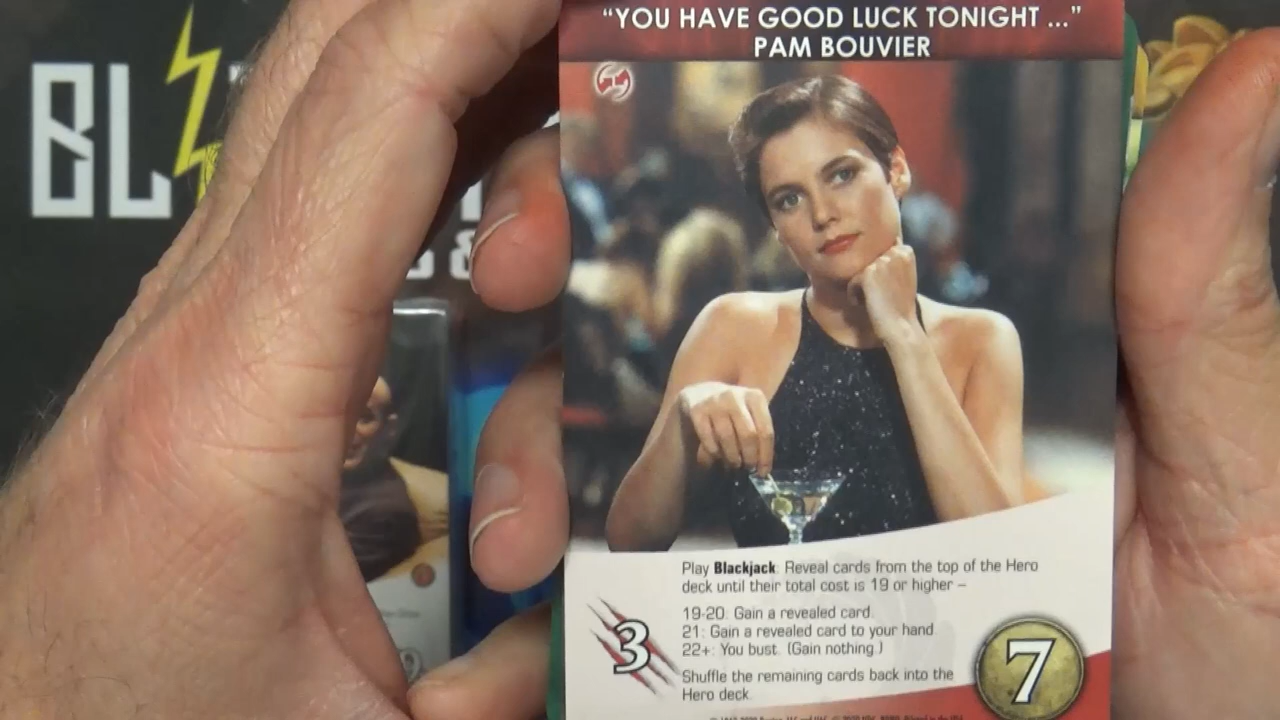 "YOU HAVE GOOD LUCK TONIGHT ..."
PAM BOUVIER
BL
&
Play Blackjack: Reveal cards from the top of the Hero
deck until their total cost is 19 or higher –
19-20: Gain a revealed card.
21: Gain a revealed card to your hand
22+: You bust. (Gain nothing.)
Shuffle the remaining cards back into the
Hero deck.
3
7